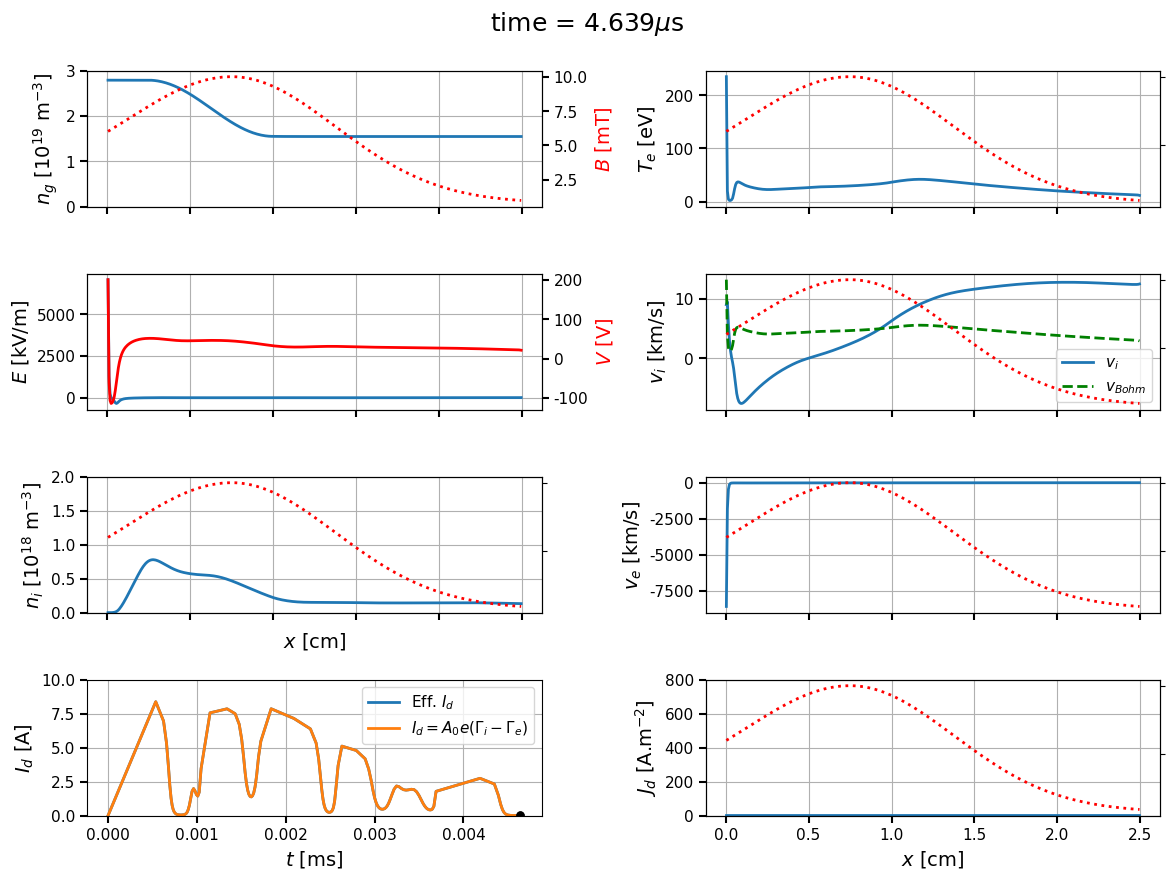 time = 4.639μs
n_g [10^19 m^−3]
3
2
1
0
10.0
7.5
5.0
2.5
B [mT]
T_e [eV]
200
100
0
E [kV/m]
5000
2500
0
200
100
0
-100
V [V]
v_i [km/s]
10
0
v_i
v_Bohm
n_i [10^18 m^−3]
2.0
1.5
1.0
0.5
0.0
x [cm]
v_e [km/s]
0
-2500
-5000
-7500
I_d [A]
10.0
7.5
5.0
2.5
0.0
Eff. I_d
I_d = A_0e(Γ_i − Γ_e)
0.000 0.001 0.002 0.003 0.004
t [ms]
J_d [A.m^−2]
800
600
400
200
0
0.0 0.5 1.0 1.5 2.0 2.5
x [cm]